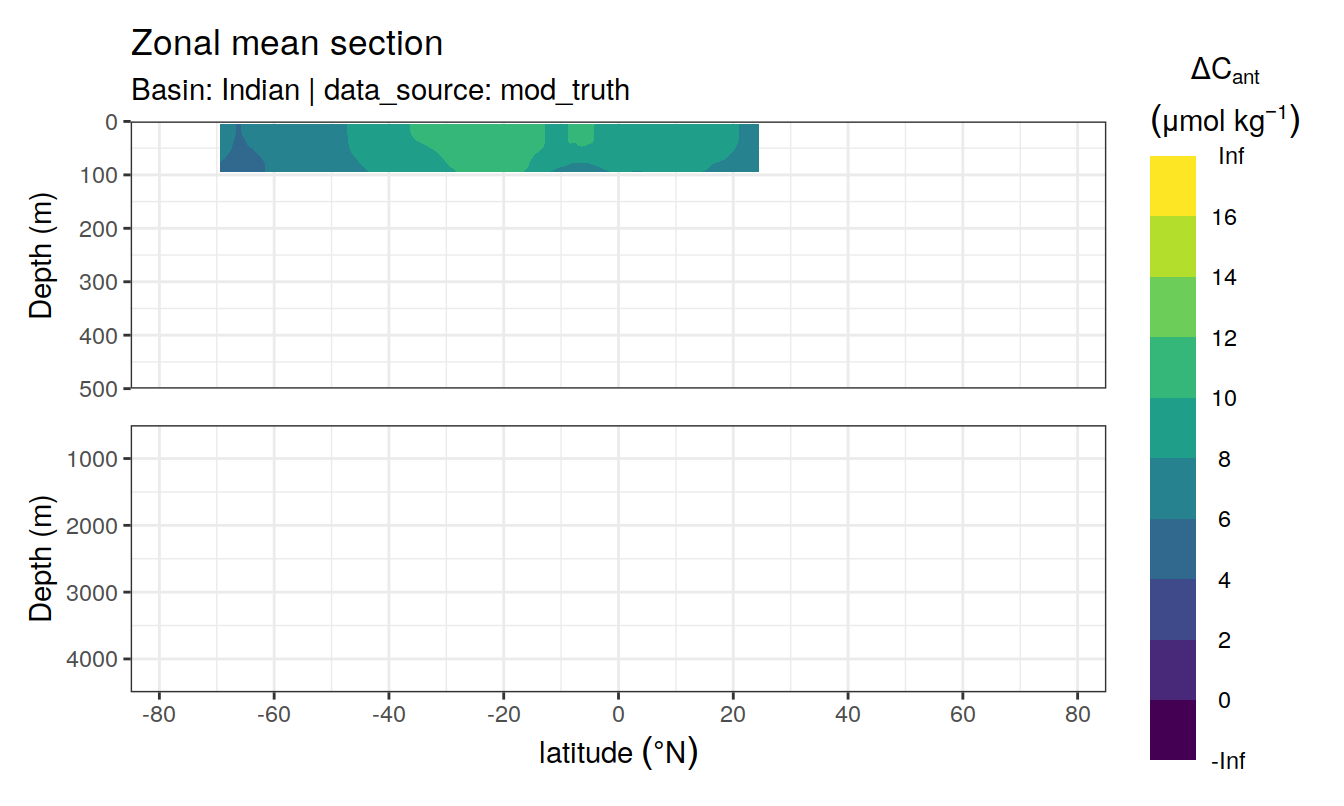 Zonal mean section
Basin: Indian | data_source: mod_truth
0
100
200
300
400
500
Depth (m)
1000
2000
3000
4000
Depth (m)
-80 -60 -40 -20 0 20 40 60 80
latitude (°N)
ΔCant
(μmol kg⁻¹)
Inf
16
14
12
10
8
6
4
2
0
-Inf